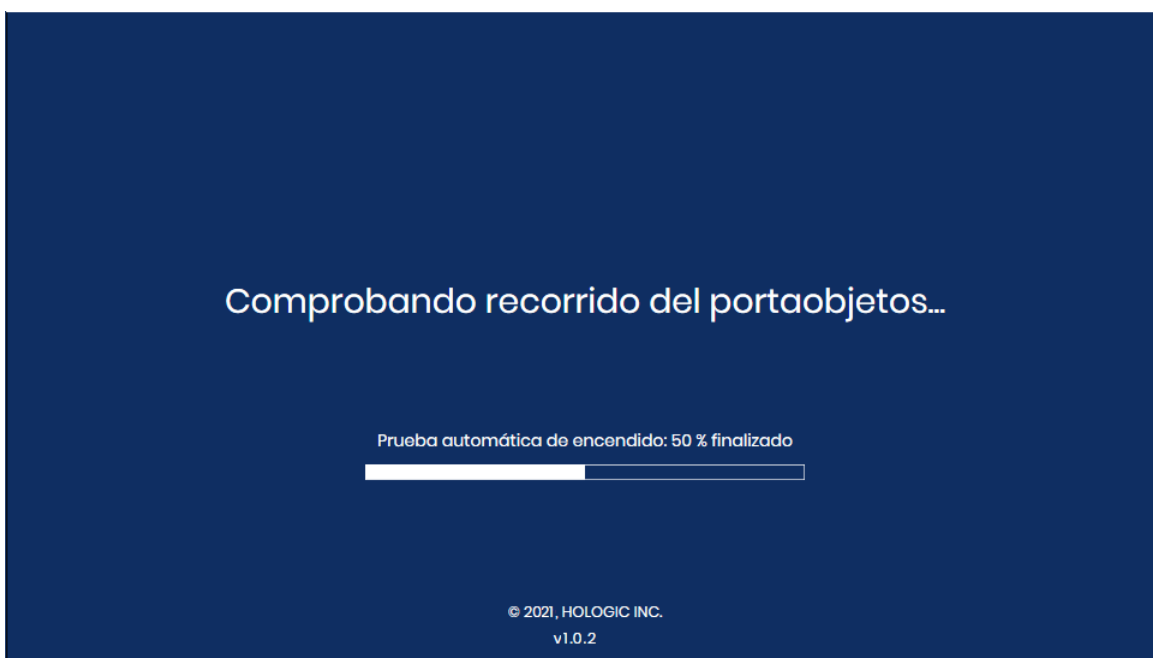 Comprobando recorrido del portaobjetos...
Prueba automática de encendido: 50 % finalizado
© 2021, HOLOGIC INC.
v1.0.2